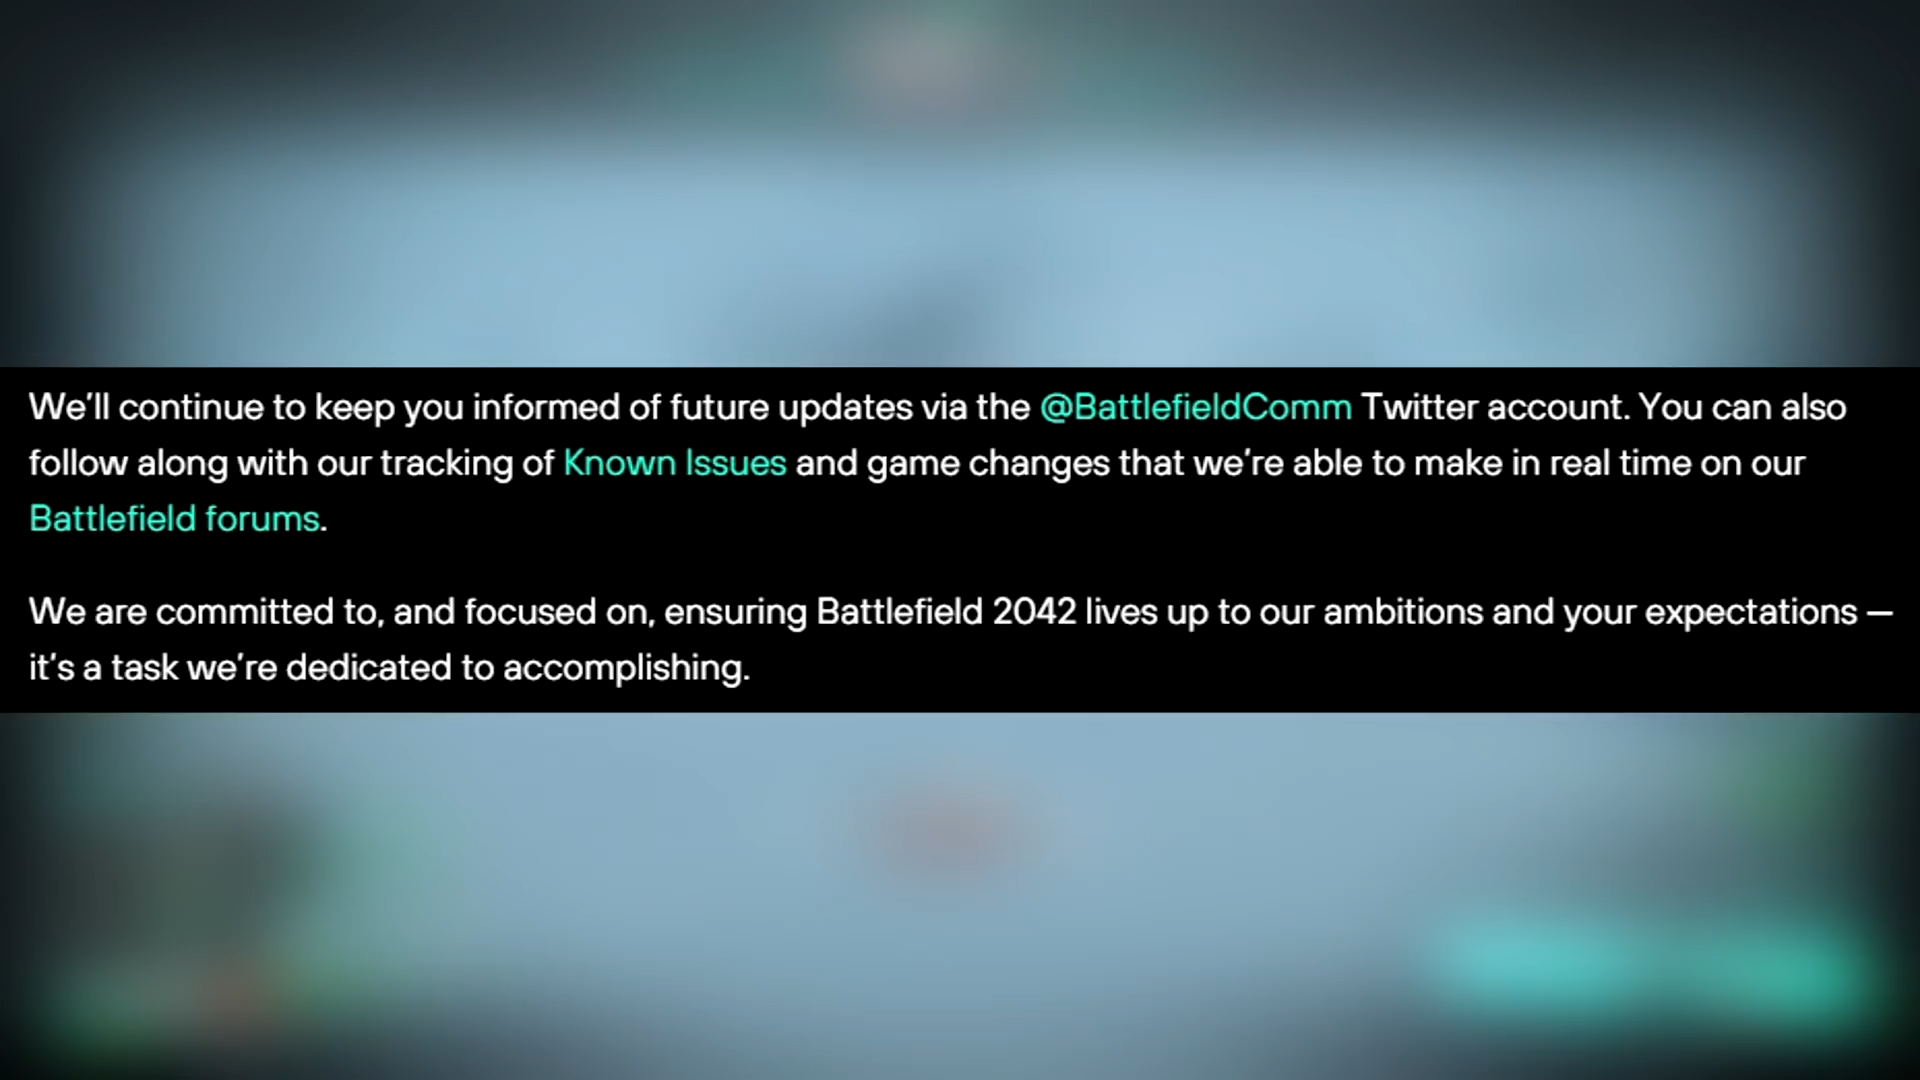 We’ll continue to keep you informed of future updates via the @BattlefieldComm Twitter account. You can also
follow along with our tracking of Known Issues and game changes that we’re able to make in real time on our
Battlefield forums.
We are committed to, and focused on, ensuring Battlefield 2042 lives up to our ambitions and your expectations —
it’s a task we’re dedicated to accomplishing.